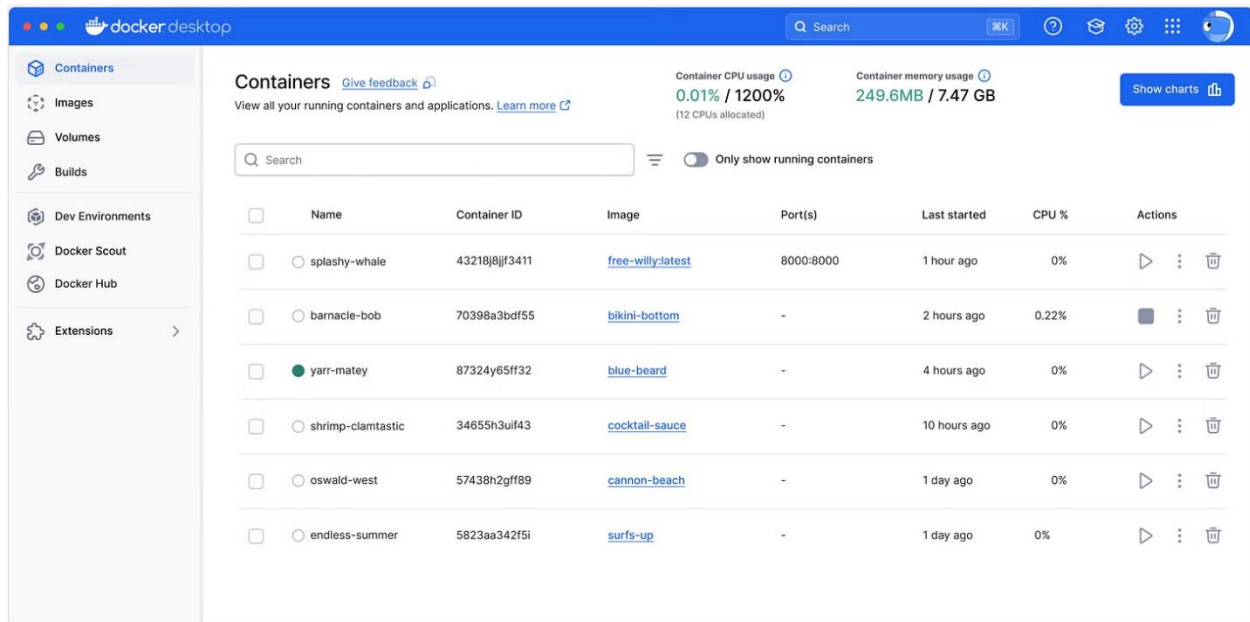 docker desktop
Search ⌘K
Containers
Images
Volumes
Builds
Dev Environments
Docker Scout
Docker Hub
Extensions
Containers Give feedback
View all your running containers and applications. Learn more
Container CPU usage
0.01% / 1200%
(12 CPUs allocated)
Container memory usage
249.6MB / 7.47 GB
Show charts
Search
Only show running containers
Name Container ID Image Port(s) Last started CPU % Actions
splashy-whale 43218j8jjf3411 free-willy:latest 8000:8000 1 hour ago 0%
barnacle-bob 70398a3bdf55 bikini-bottom - 2 hours ago 0.22%
yarr-matey 87324y65ff32 blue-beard - 4 hours ago 0%
shrimp-clamtastic 34655h3uif43 cocktail-sauce - 10 hours ago 0%
oswald-west 57438h2gff89 cannon-beach - 1 day ago 0%
endless-summer 5823aa342f5i surfs-up - 1 day ago 0%